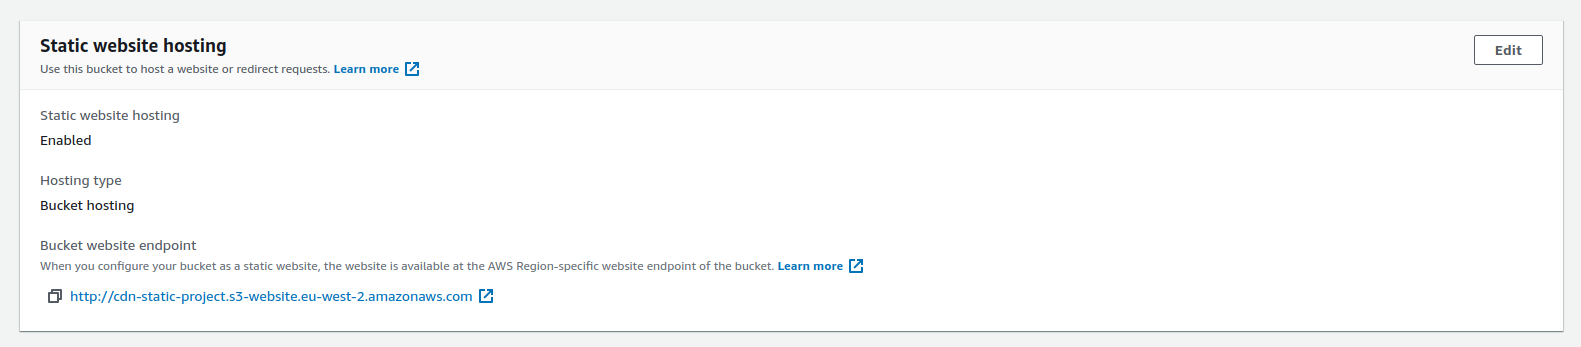 Static website hosting
Edit
Use this bucket to host a website or redirect requests. Learn more
Static website hosting
Enabled
Hosting type
Bucket hosting
Bucket website endpoint
When you configure your bucket as a static website, the website is available at the AWS Region-specific website endpoint of the bucket. Learn more
http://cdn-static-project.s3-website.eu-west-2.amazonaws.com